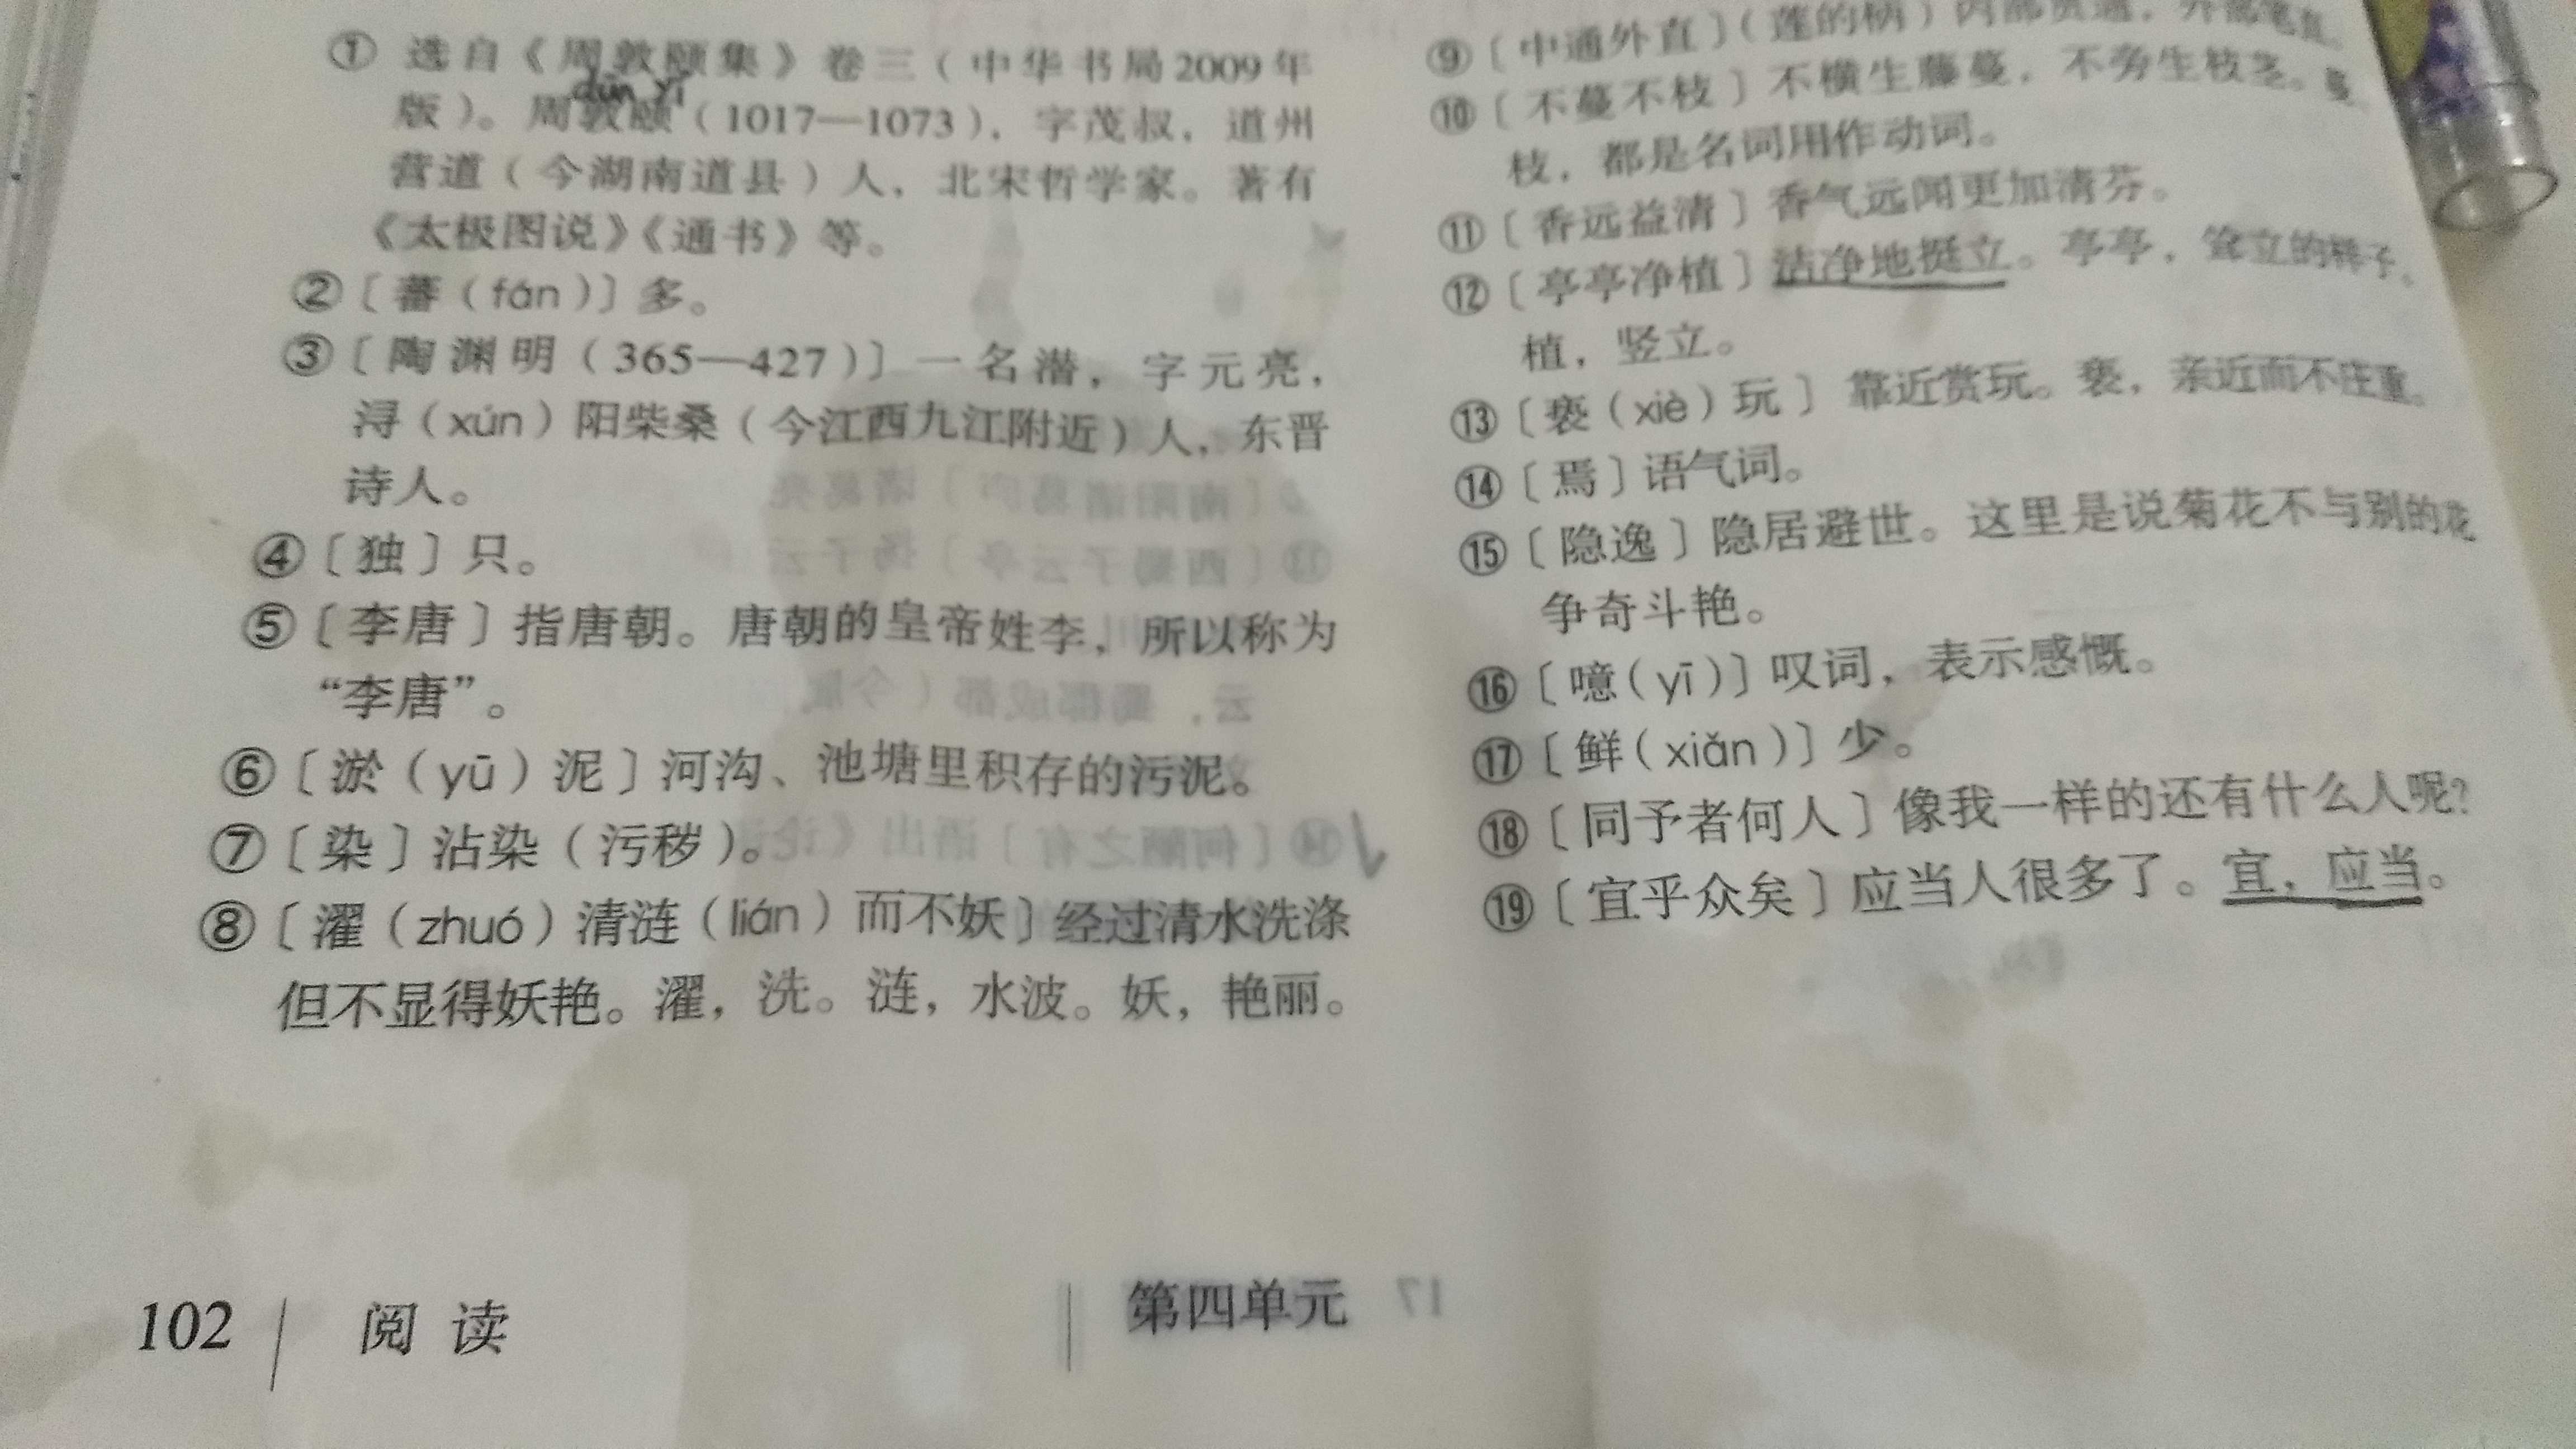 ① 选自《周敦颐集》卷三（中华书局2009年
dūn yí
版）。周敦颐（1017—1073），字茂叔，道州
营道（今湖南道县）人，北宋哲学家。著有
《太极图说》《通书》等。
②〔蕃（fán）〕多。
③〔陶渊明（365—427）〕一名潜，字元亮，
浔（xún）阳柴桑（今江西九江附近）人，东晋
诗人。
④〔独〕只。
⑤〔李唐〕指唐朝。唐朝的皇帝姓李，所以称为
“李唐”。
⑥〔淤（yū）泥〕河沟、池塘里积存的污泥。
⑦〔染〕沾染（污秽）。
⑧〔濯（zhuó）清涟（lián）而不妖〕经过清水洗涤
但不显得妖艳。濯，洗。涟，水波。妖，艳丽。
⑨〔中通外直〕（莲的柄）内部贯通，外部笔直。
⑩〔不蔓不枝〕不横生藤蔓，不旁生枝茎。蔓、
枝，都是名词用作动词。
⑪〔香远益清〕香气远闻更加清芬。
⑫〔亭亭净植〕洁净地挺立。亭亭，耸立的样子。
植，竖立。
⑬〔亵（xiè）玩〕靠近赏玩。亵，亲近而不庄重。
⑭〔焉〕语气词。
⑮〔隐逸〕隐居避世。这里是说菊花不与别的花
争奇斗艳。
⑯〔噫（yī）〕叹词，表示感慨。
⑰〔鲜（xiǎn）〕少。
⑱〔同予者何人〕像我一样的还有什么人呢？
⑲〔宜乎众矣〕应当人很多了。宜，应当。
102 阅读 第四单元